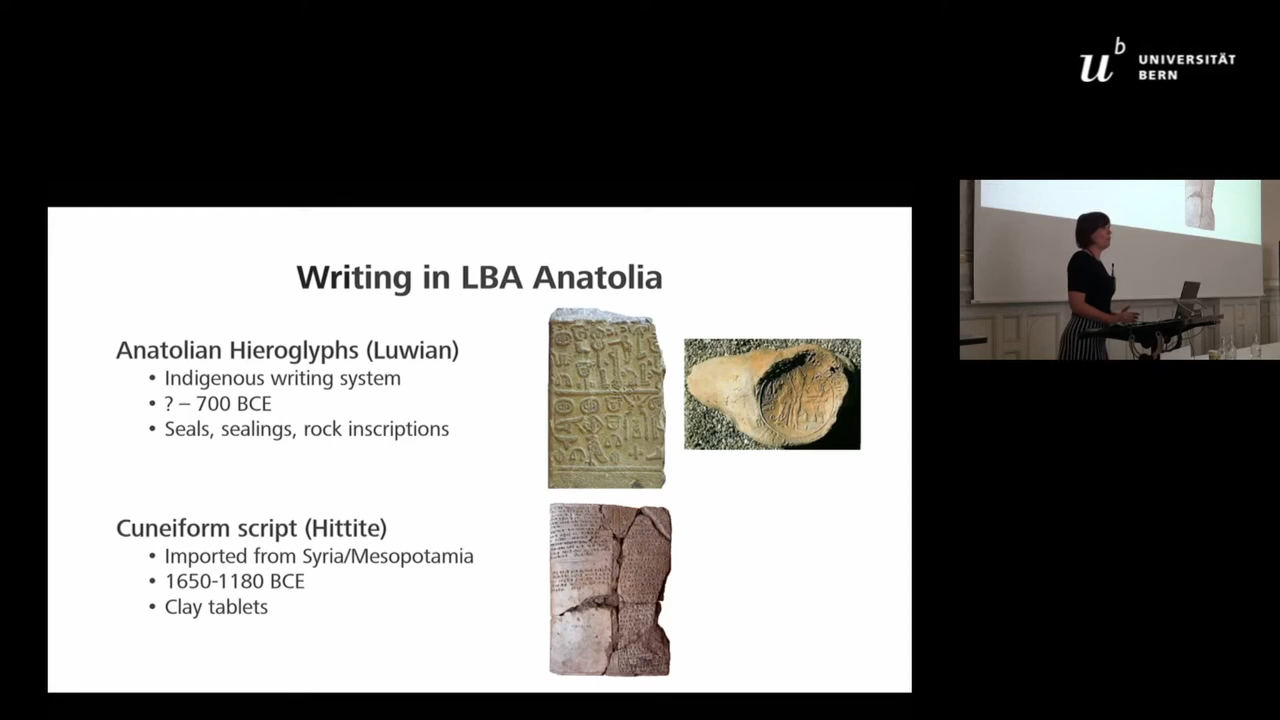 u^b UNIVERSITÄT
BERN
Writing in LBA Anatolia
Anatolian Hieroglyphs (Luwian)
• Indigenous writing system
• ? – 700 BCE
• Seals, sealings, rock inscriptions
Cuneiform script (Hittite)
• Imported from Syria/Mesopotamia
• 1650-1180 BCE
• Clay tablets